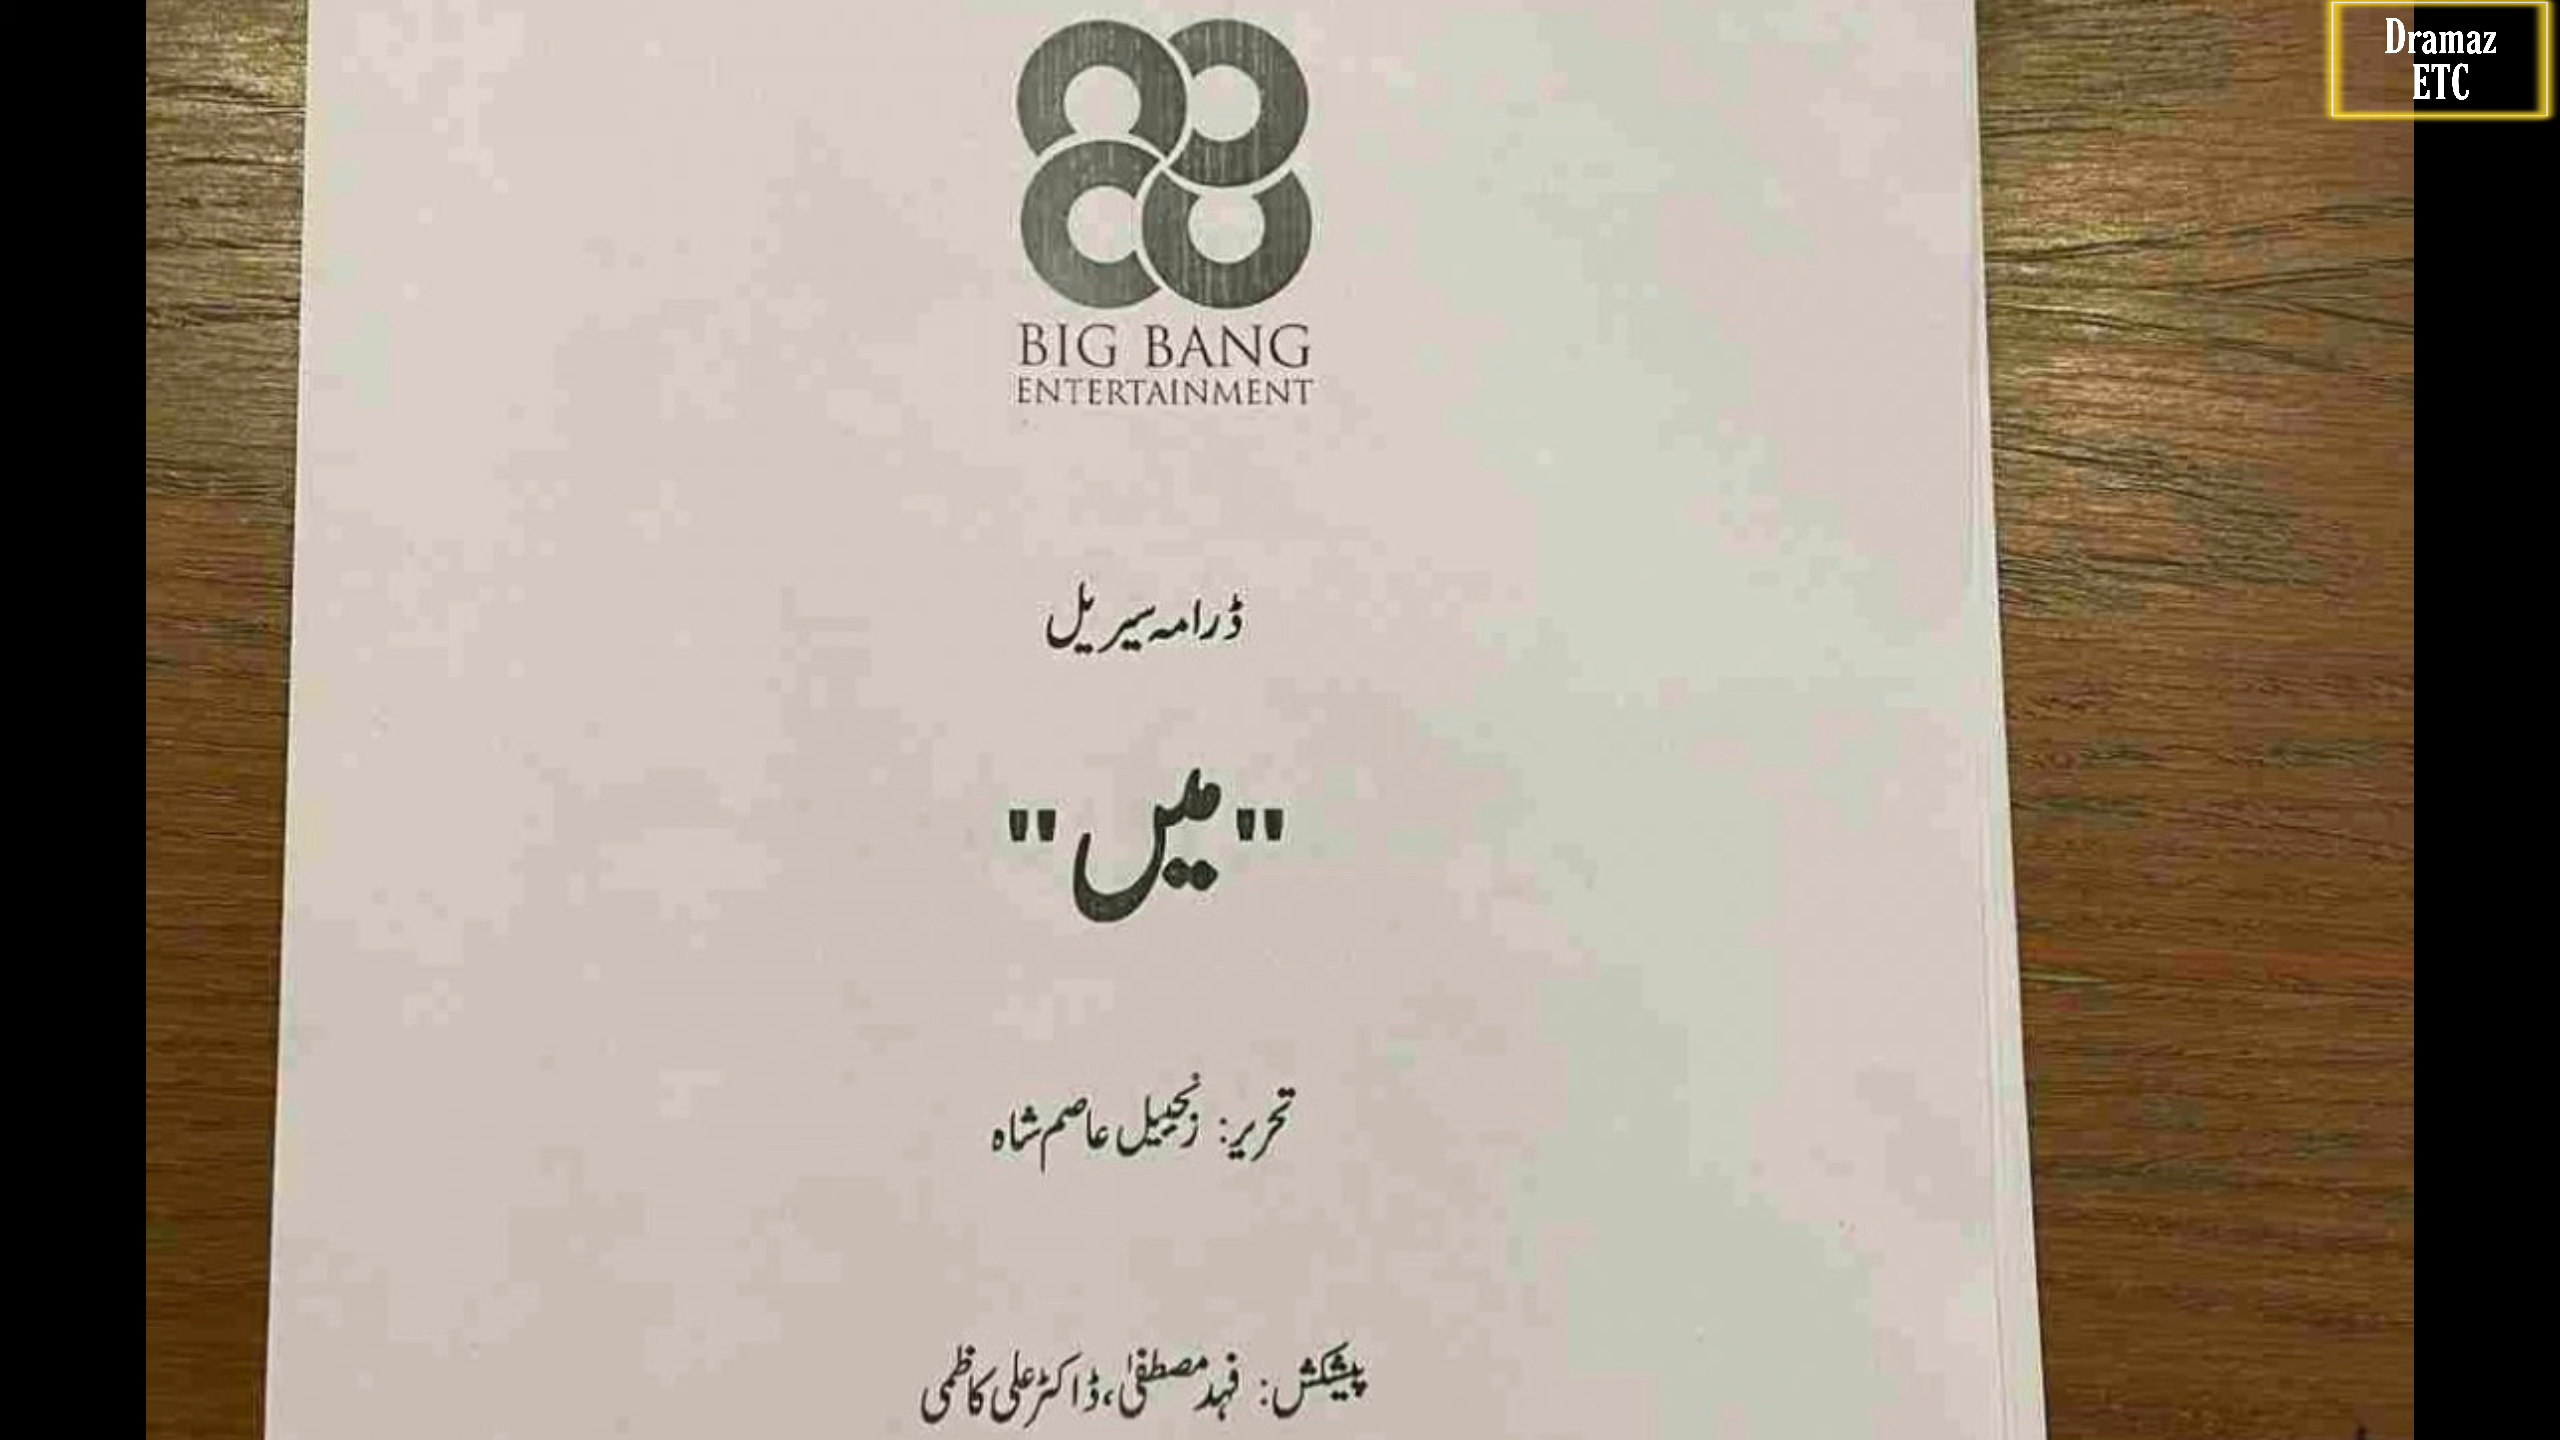 Dramaz
ETC
BIG BANG
ENTERTAINMENT
ڈرامہ سیریل
"میں"
تحریر: زنجبیل عاصم شاہ
پیشکش: فہد مصطفیٰ، ڈاکٹر علی کاظمی